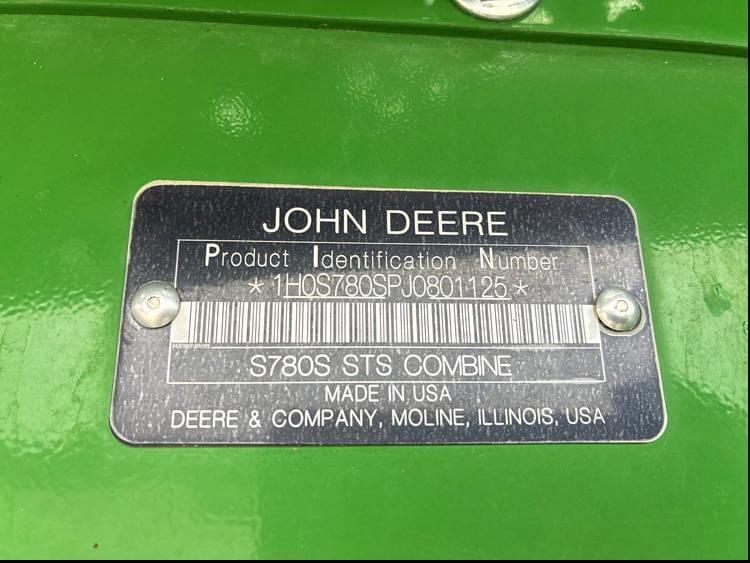 JOHN DEERE
Product Identification Number
*1H0S780SPJ0801125*
S780S STS COMBINE
MADE IN USA
DEERE & COMPANY, MOLINE, ILLINOIS, USA